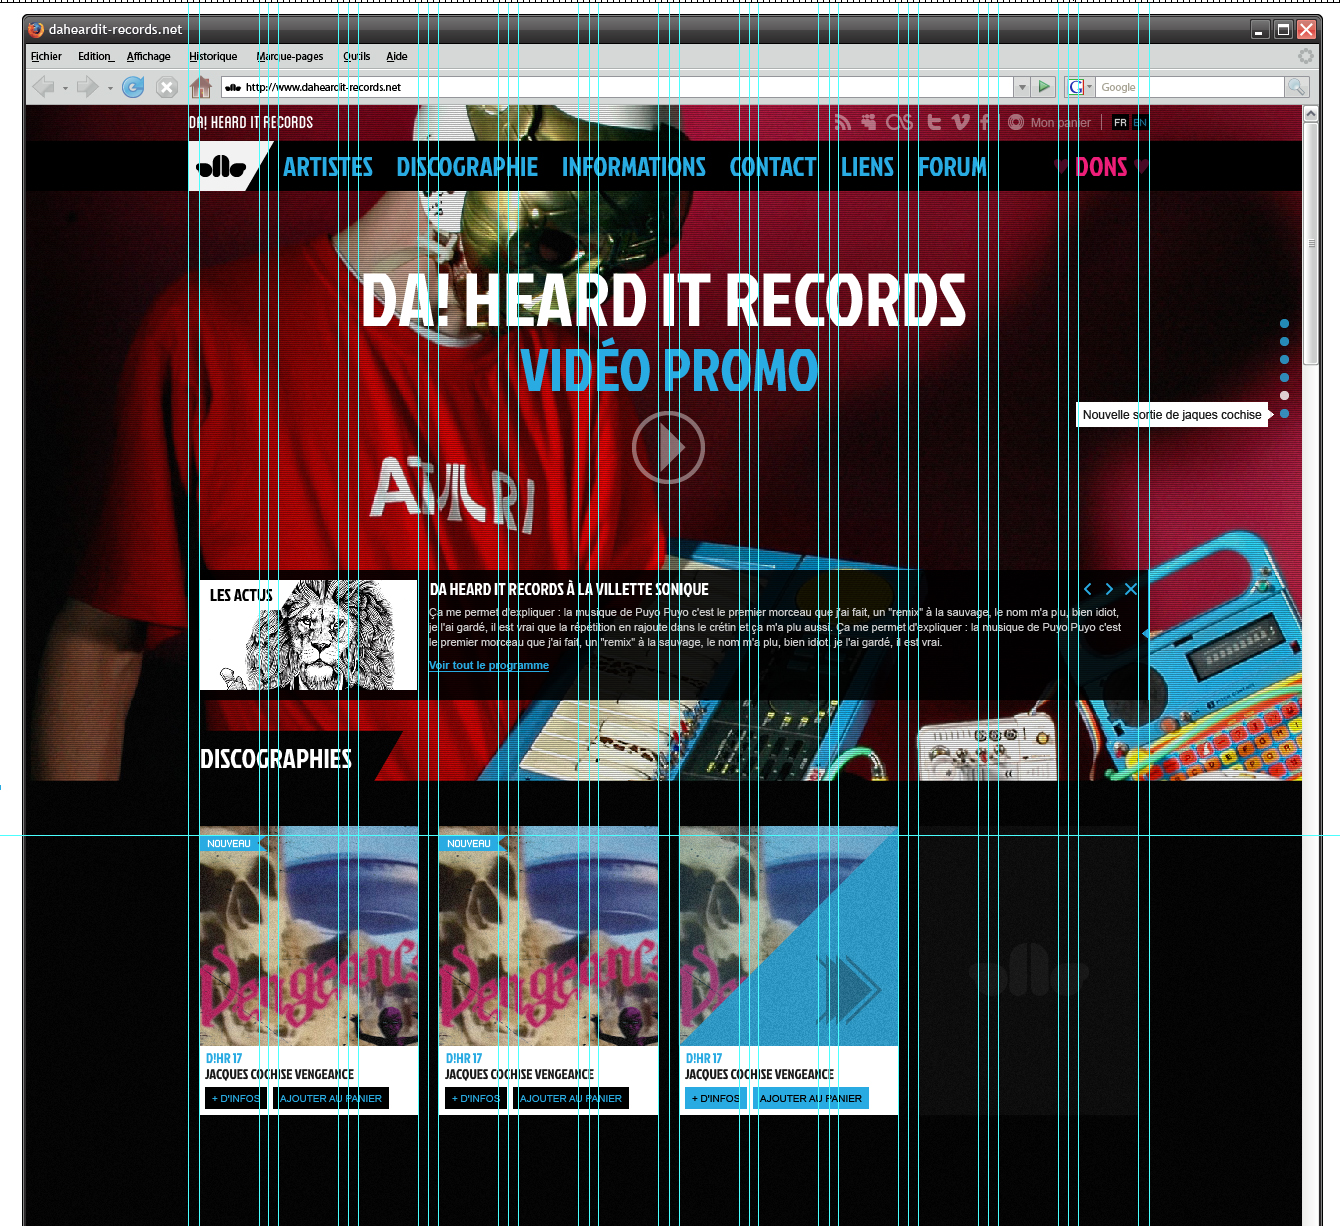 daheardit-records.net
Fichier Edition Affichage Historique Marque-pages Outils Aide
http://www.daheardit-records.net
Google
DA! HEARD IT RECORDS
Mon panier FR EN
ARTISTES DISCOGRAPHIE INFORMATIONS CONTACT LIENS FORUM DONS
DA! HEARD IT RECORDS
VIDÉO PROMO
Nouvelle sortie de jaques cochise
ATARI
LES ACTUS
DA HEARD IT RECORDS À LA VILLETTE SONIQUE
Ça me permet d'expliquer : la musique de Puyo Puyo c'est le premier morceau que j'ai fait, un "remix" à la sauvage, le nom m'a plu, bien idiot,
je l'ai gardé, il est vrai que la répétition en rajoute dans le crétin et ça m'a plu aussi. Ça me permet d'expliquer : la musique de Puyo Puyo c'est
le premier morceau que j'ai fait, un "remix" à la sauvage, le nom m'a plu, bien idiot, je l'ai gardé, il est vrai.
Voir tout le programme
DISCOGRAPHIES
NOUVEAU
Vengeance
D!HR 17
JACQUES COCHISE VENGEANCE
+ D'INFOS AJOUTER AU PANIER
NOUVEAU
Vengeance
D!HR 17
JACQUES COCHISE VENGEANCE
+ D'INFOS AJOUTER AU PANIER
D!HR 17
JACQUES COCHISE VENGEANCE
+ D'INFOS AJOUTER AU PANIER